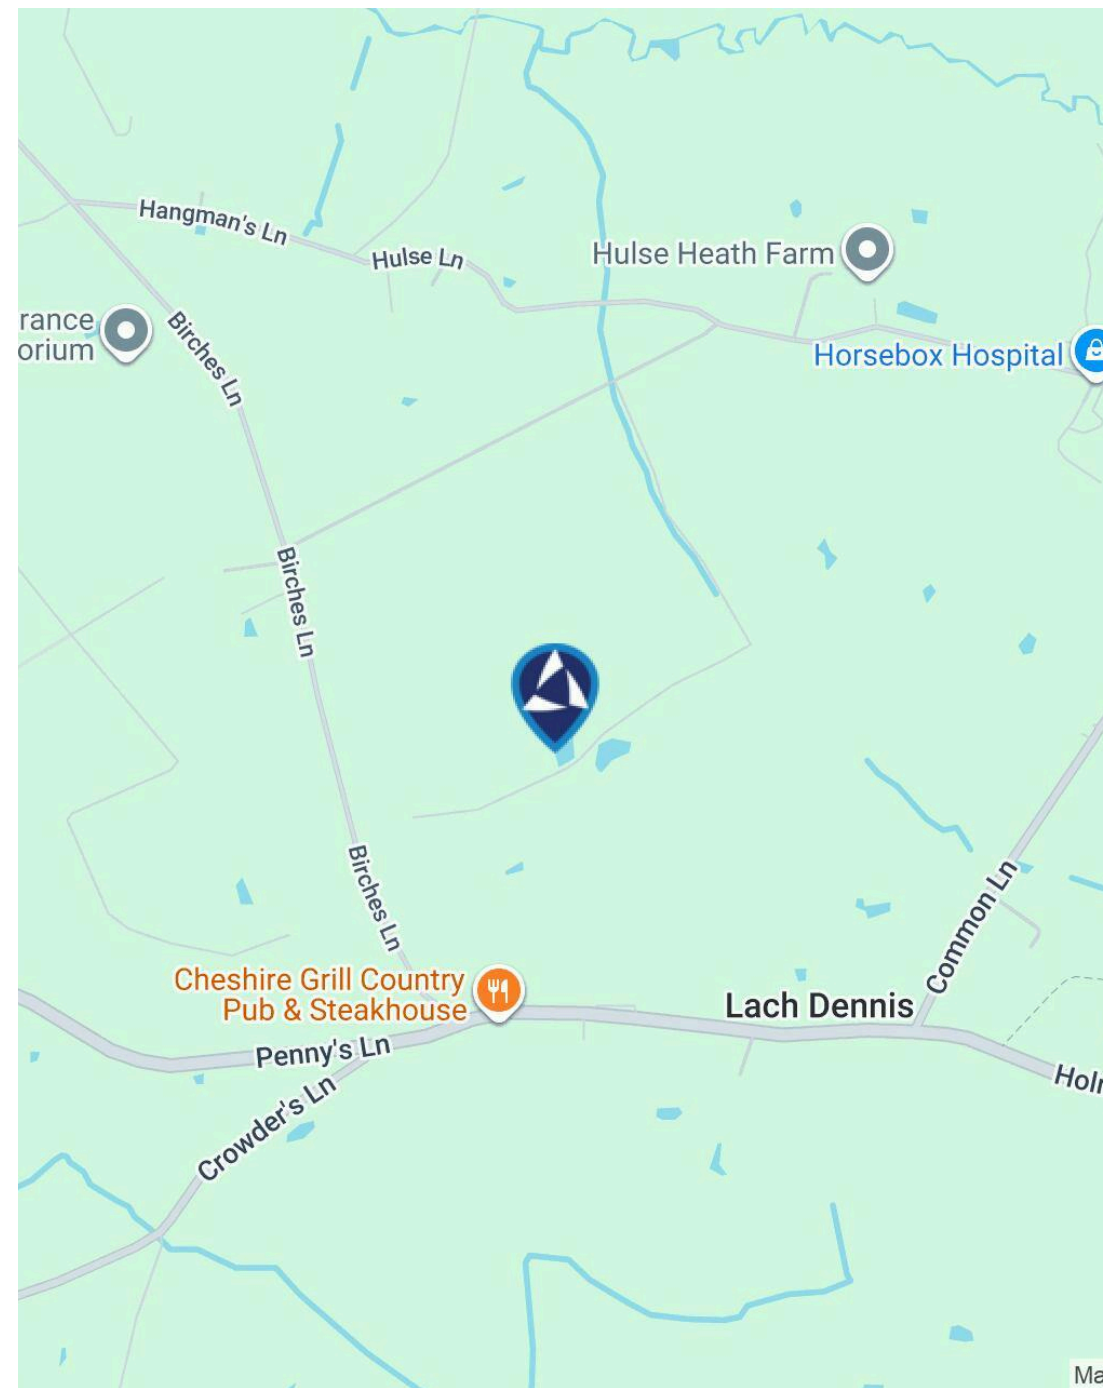 Hangman's Ln
Hulse Ln
Hulse Heath Farm
rance
orium
Birches Ln
Horsebox Hospital
Birches Ln
Birches Ln
Common Ln
Cheshire Grill Country
Pub & Steakhouse
Lach Dennis
Penny's Ln
Holm
Crowder's Ln
Ma